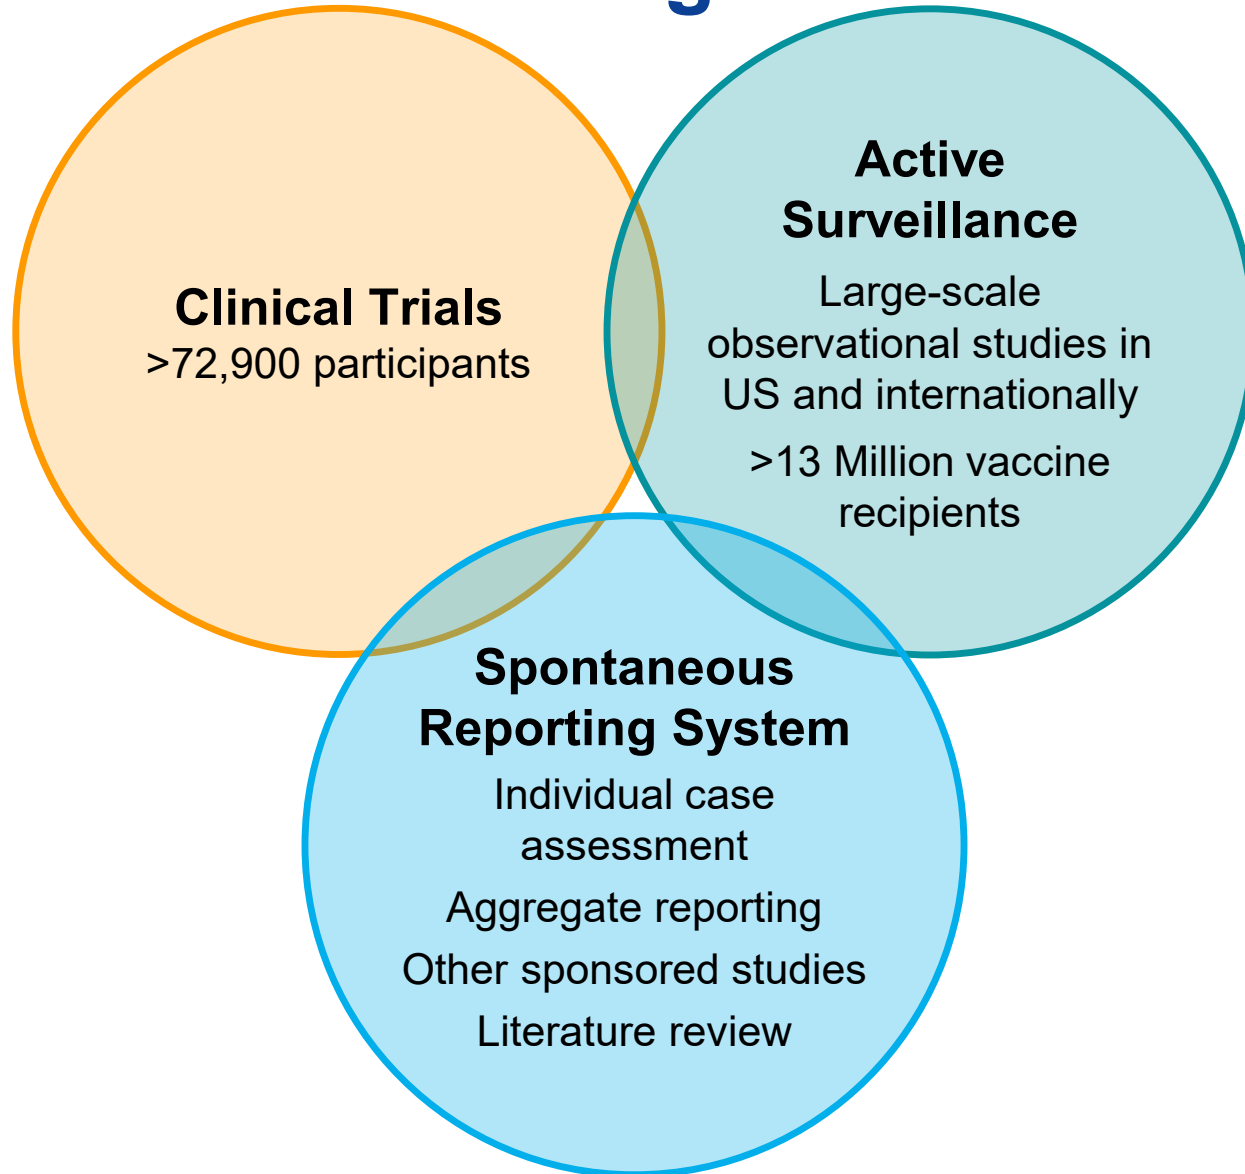 g
Clinical Trials
>72,900 participants
Active
Surveillance
Large-scale
observational studies in
US and internationally
>13 Million vaccine
recipients
Spontaneous
Reporting System
Individual case
assessment
Aggregate reporting
Other sponsored studies
Literature review